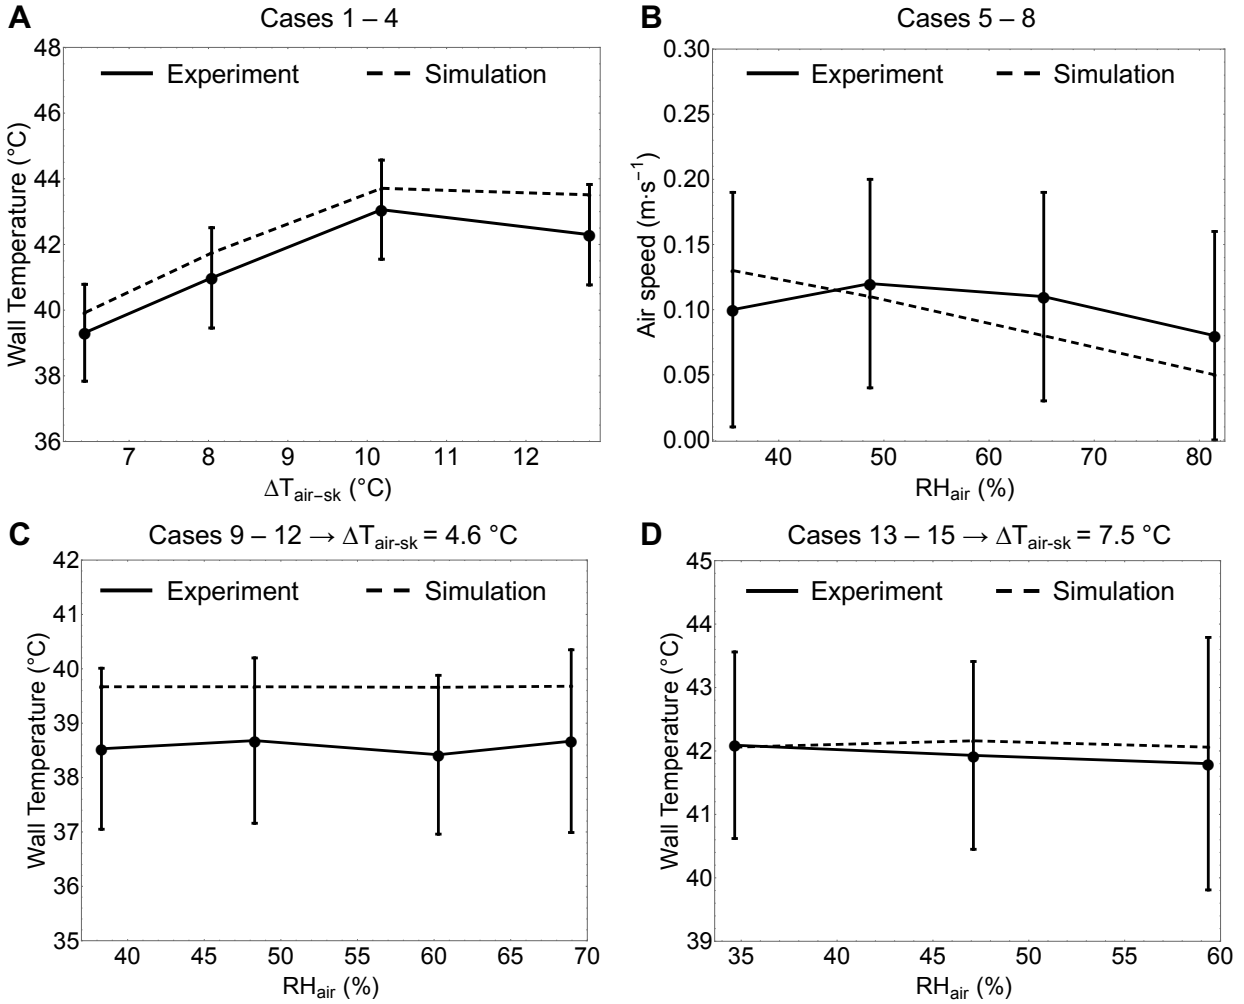 A
Cases 1 – 4
Experiment
Simulation
Wall Temperature (°C)
48
46
44
42
40
38
36
7 8 9 10 11 12
ΔTair−sk (°C)
B
Cases 5 – 8
Experiment
Simulation
Air speed (m·s−1)
0.30
0.25
0.20
0.15
0.10
0.05
0.00
40 50 60 70 80
RHair (%)
C
Cases 9 – 12 → ΔTair-sk = 4.6 °C
Experiment
Simulation
Wall Temperature (°C)
42
41
40
39
38
37
36
35
40 45 50 55 60 65 70
RHair (%)
D
Cases 13 – 15 → ΔTair-sk = 7.5 °C
Experiment
Simulation
Wall Temperature (°C)
45
44
43
42
41
40
39
35 40 45 50 55 60
RHair (%)